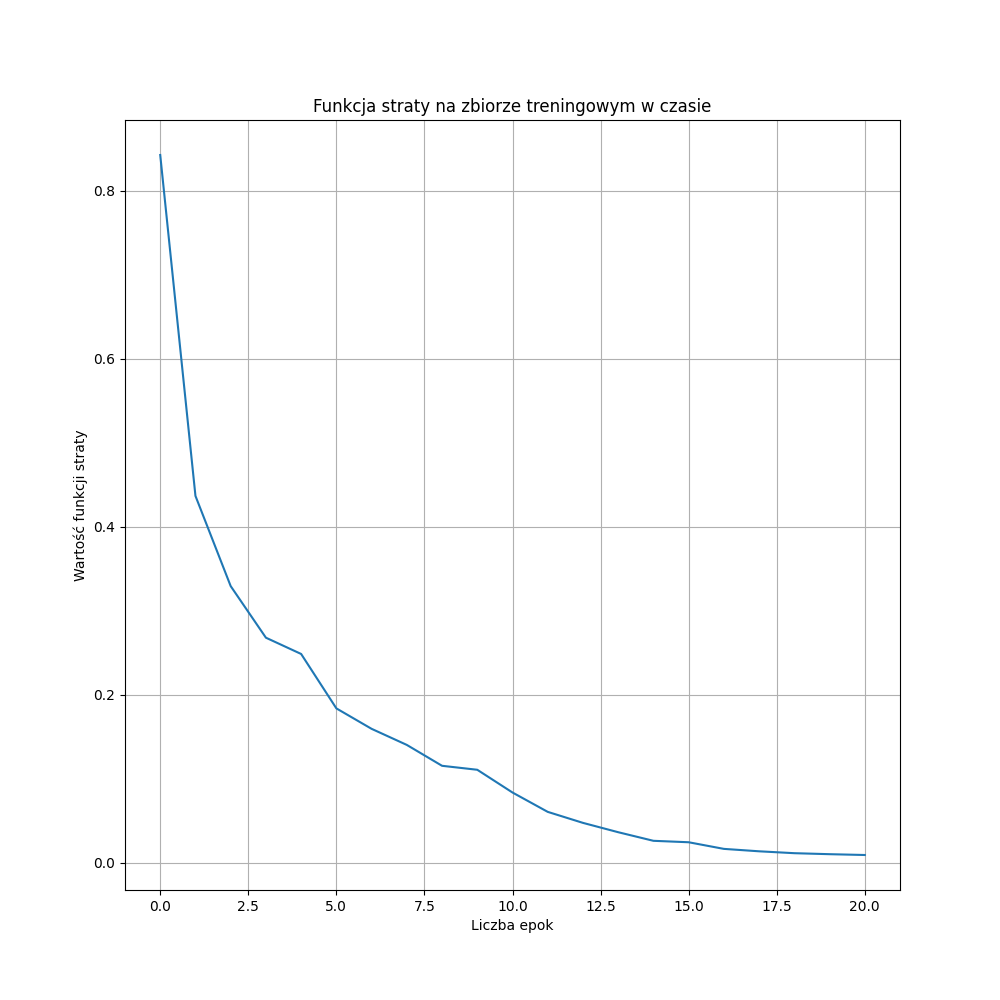 Funkcja straty na zbiorze treningowym w czasie
0.8
0.6
0.4
0.2
0.0
Wartość funkcji straty
0.0 2.5 5.0 7.5 10.0 12.5 15.0 17.5 20.0
Liczba epok